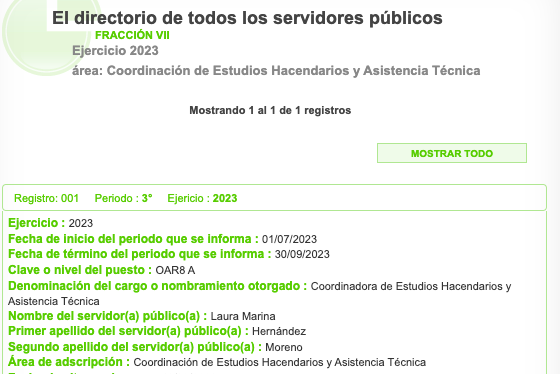 El directorio de todos los servidores públicos
FRACCIÓN VII
Ejercicio 2023
área: Coordinación de Estudios Hacendarios y Asistencia Técnica
Mostrando 1 al 1 de 1 registros
MOSTRAR TODO
Registro: 001 Periodo : 3° Ejericio : 2023
Ejercicio : 2023
Fecha de inicio del periodo que se informa : 01/07/2023
Fecha de término del periodo que se informa : 30/09/2023
Clave o nivel del puesto : OAR8 A
Denominación del cargo o nombramiento otorgado : Coordinadora de Estudios Hacendarios y
Asistencia Técnica
Nombre del servidor(a) público(a) : Laura Marina
Primer apellido del servidor(a) público(a) : Hernández
Segundo apellido del servidor(a) público(a) : Moreno
Área de adscripción : Coordinación de Estudios Hacendarios y Asistencia Técnica